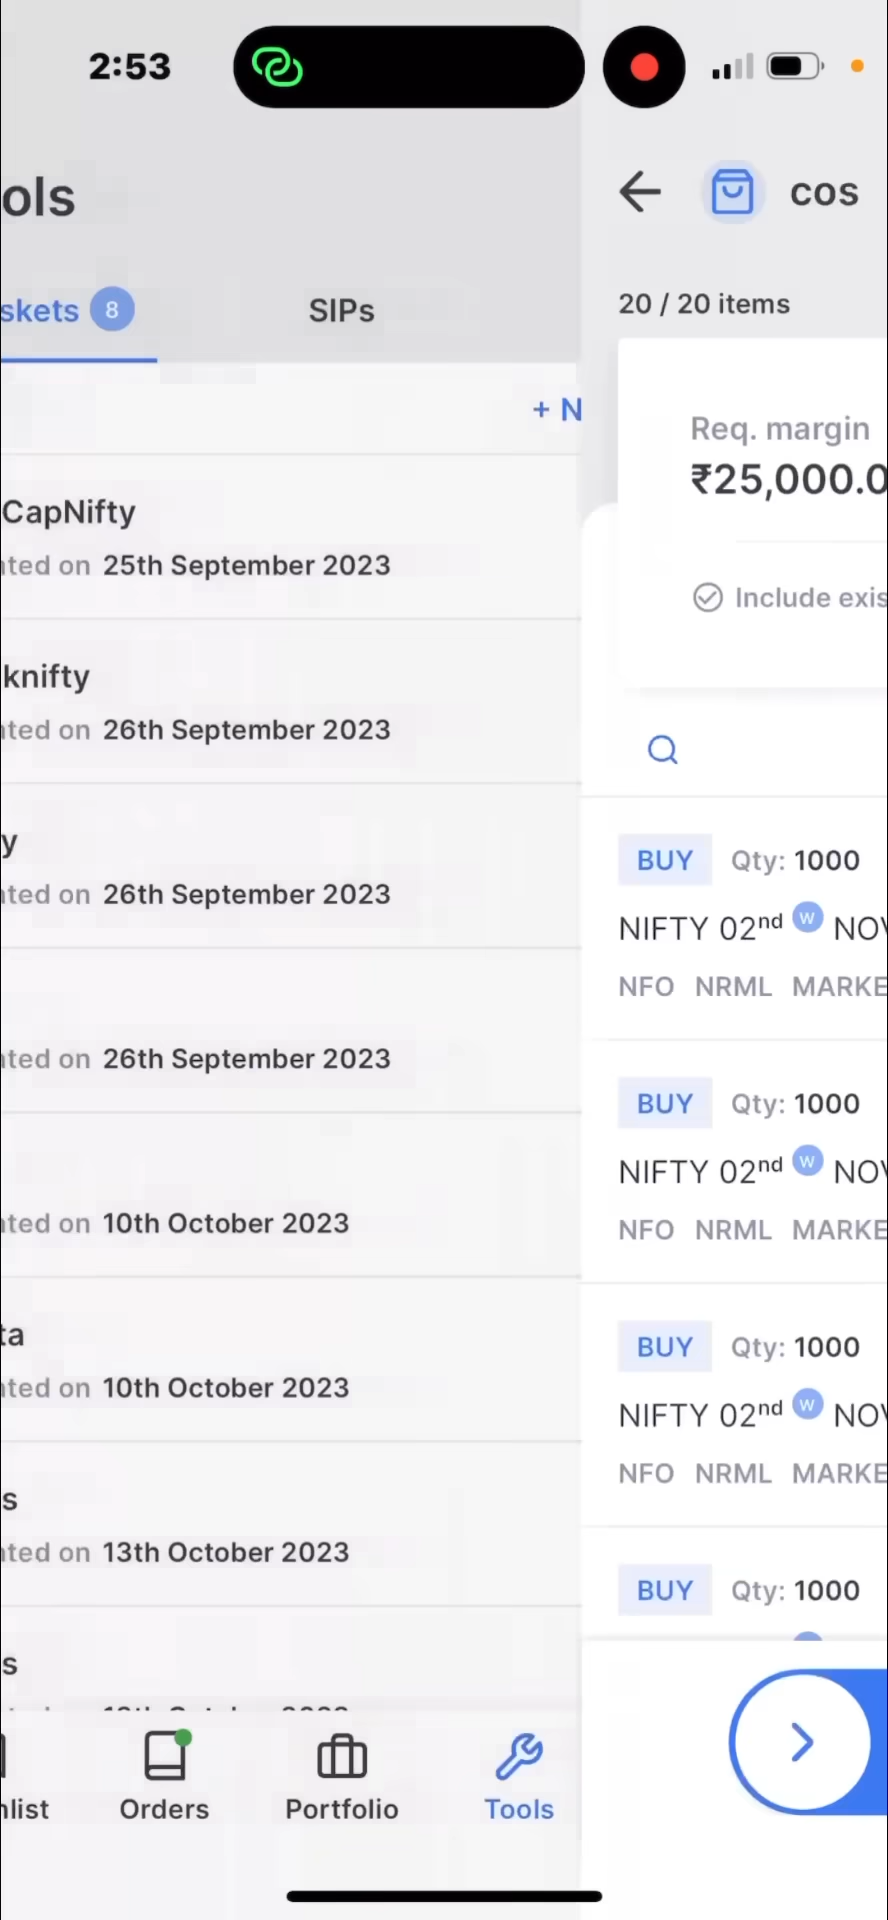 2:53
ols
skets 8
SIPs
+ N
CapNifty
ted on 25th September 2023
knifty
ted on 26th September 2023
y
ted on 26th September 2023
ted on 26th September 2023
ted on 10th October 2023
ta
ted on 10th October 2023
s
ted on 13th October 2023
s
hlist
Orders
Portfolio
Tools
cos
20 / 20 items
Req. margin
₹25,000.0
Include exis
BUY Qty: 1000
NIFTY 02nd W NOV
NFO NRML MARKE
BUY Qty: 1000
NIFTY 02nd W NOV
NFO NRML MARKE
BUY Qty: 1000
NIFTY 02nd W NOV
NFO NRML MARKE
BUY Qty: 1000